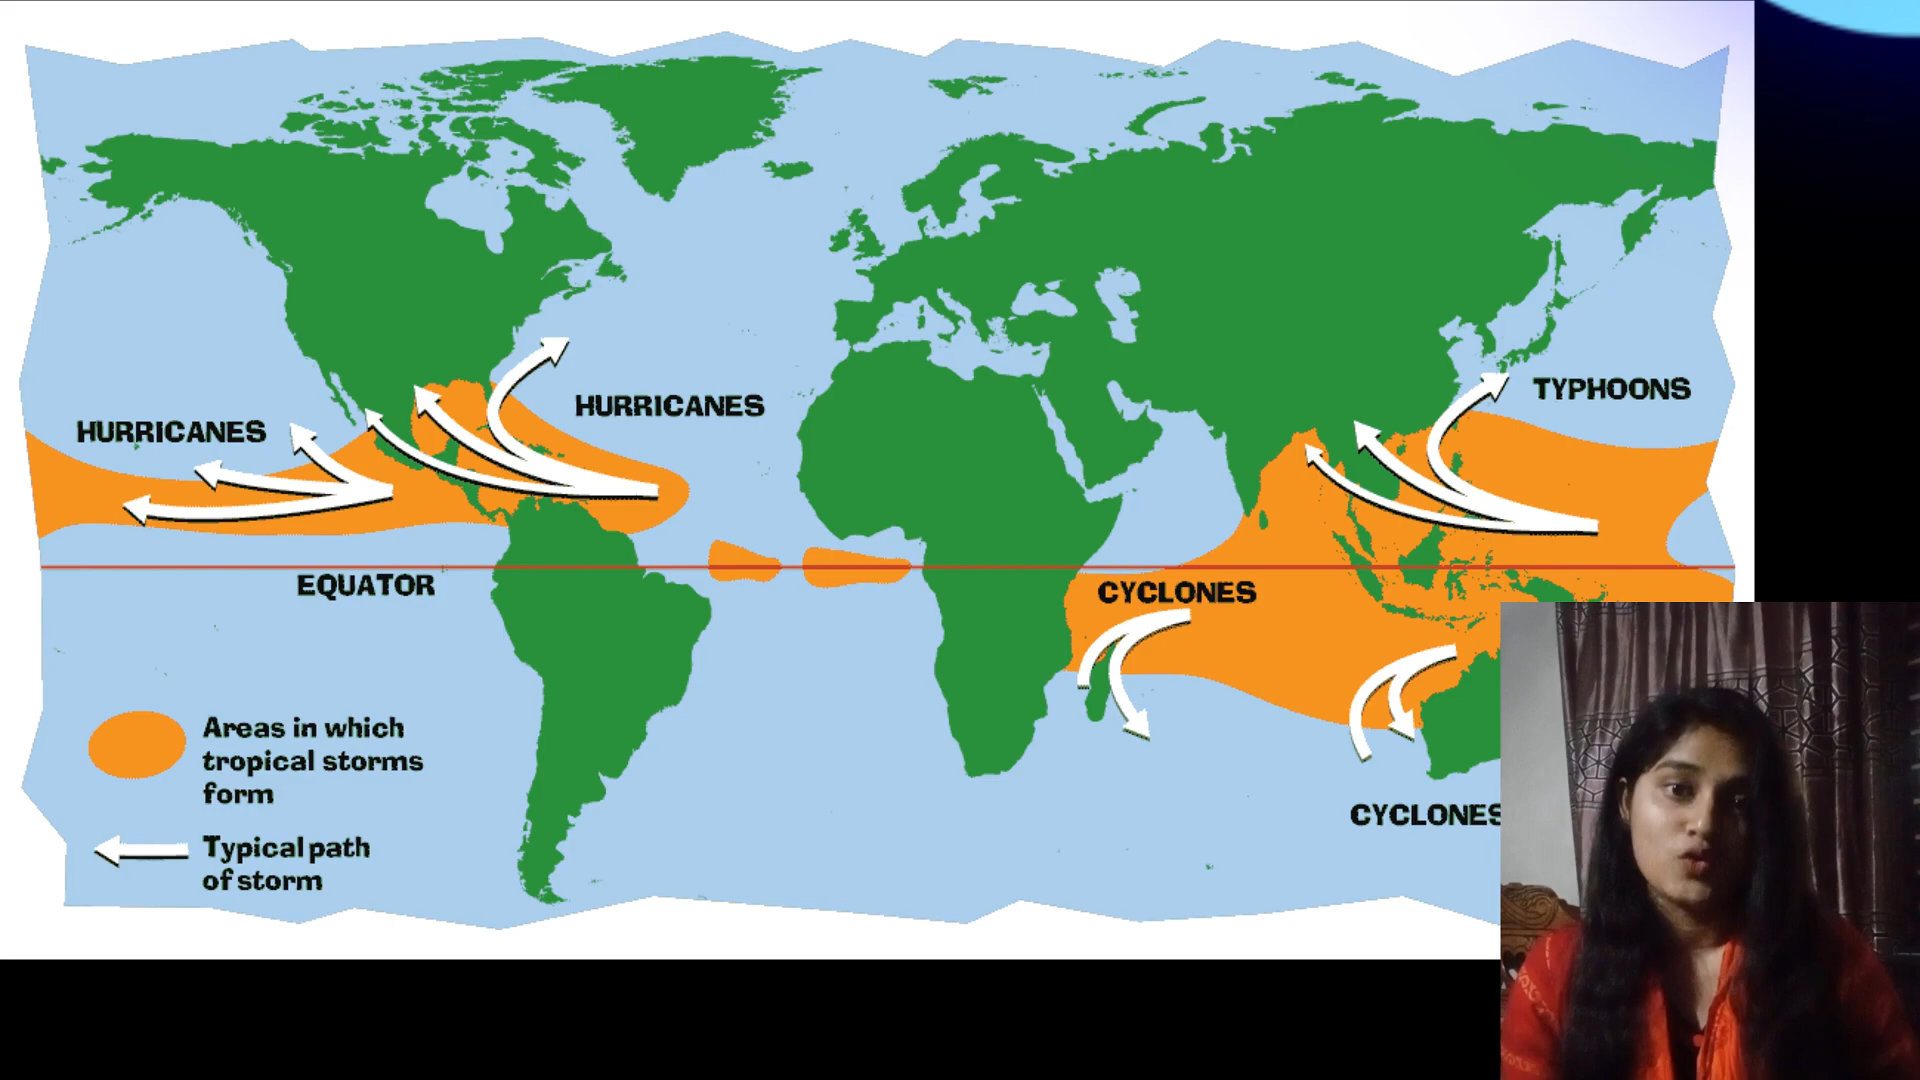 HURRICANES
HURRICANES
TYPHOONS
EQUATOR
CYCLONES
CYCLONES
Areas in which
tropical storms
form
Typical path
of storm